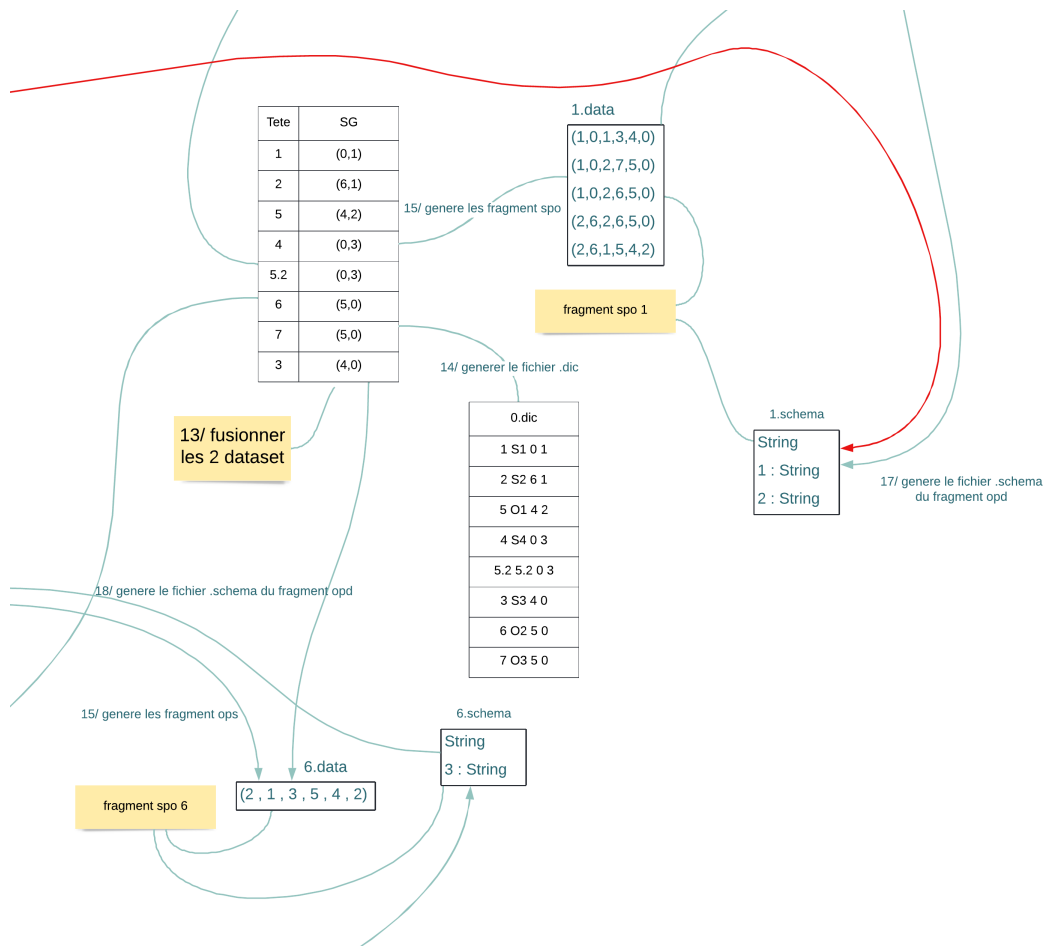 Tete SG
1 (0,1)
2 (6,1)
5 (4,2)
4 (0,3)
5.2 (0,3)
6 (5,0)
7 (5,0)
3 (4,0)
1.data
(1,0,1,3,4,0)
(1,0,2,7,5,0)
(1,0,2,6,5,0)
(2,6,2,6,5,0)
(2,6,1,5,4,2)
15/ genere les fragment spo
fragment spo 1
14/ generer le fichier .dic
13/ fusionner
les 2 dataset
0.dic
1 S1 0 1
2 S2 6 1
5 O1 4 2
4 S4 0 3
5.2 5.2 0 3
3 S3 4 0
6 O2 5 0
7 O3 5 0
1.schema
String
1 : String
2 : String
17/ genere le fichier .schema
du fragment opd
18/ genere le fichier .schema du fragment opd
15/ genere les fragment ops
6.schema
String
3 : String
6.data
(2 , 1 , 3 , 5 , 4 , 2)
fragment spo 6